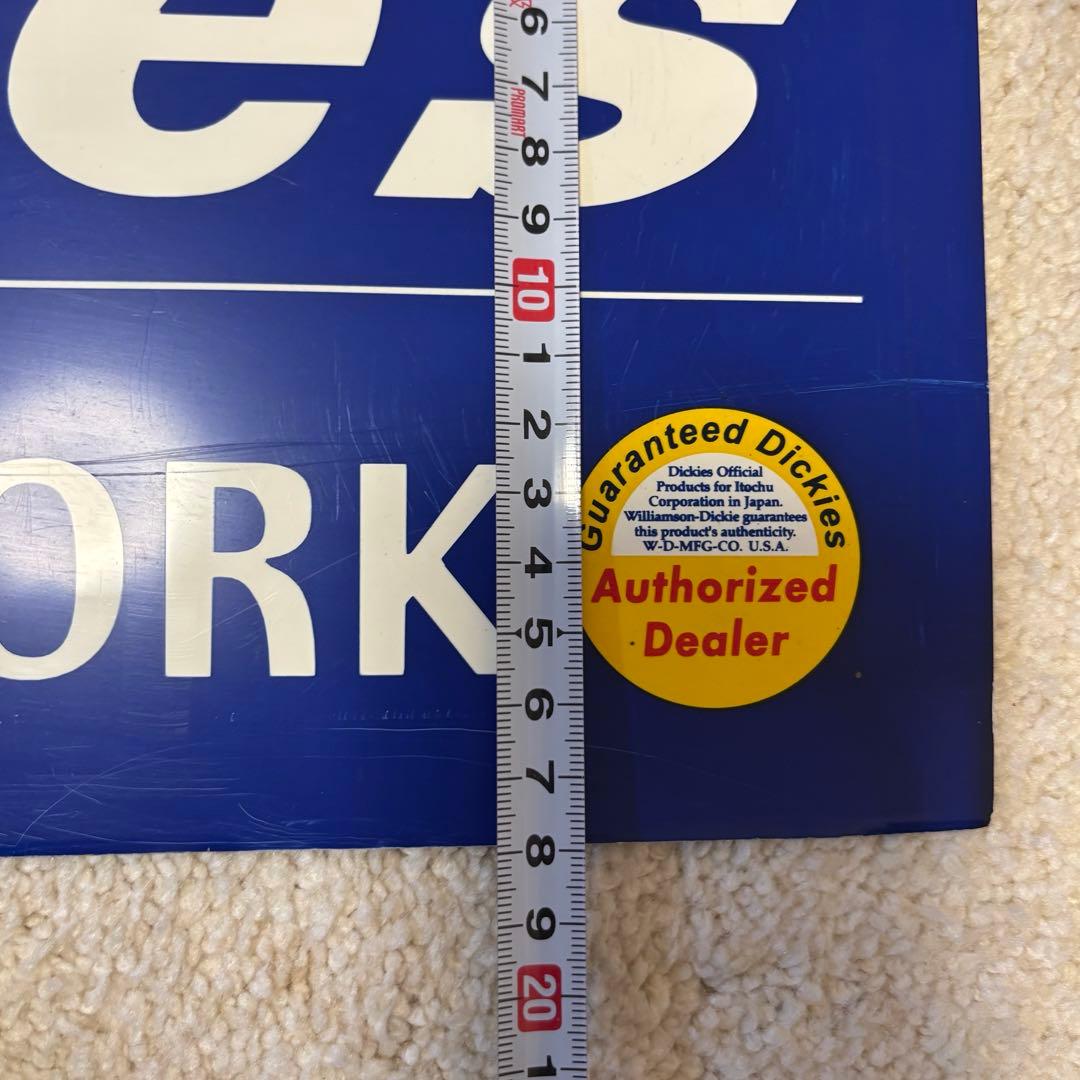 es
ORK
Guaranteed Dickies
Dickies Official
Products for Itochu
Corporation in Japan.
Williamson-Dickie guarantees
this product's authenticity.
W-D-MFG-CO. U.S.A.
Authorized
Dealer
6
7
PROMART
8
9
10
1
2
3
4
5
6
7
8
9
20
1